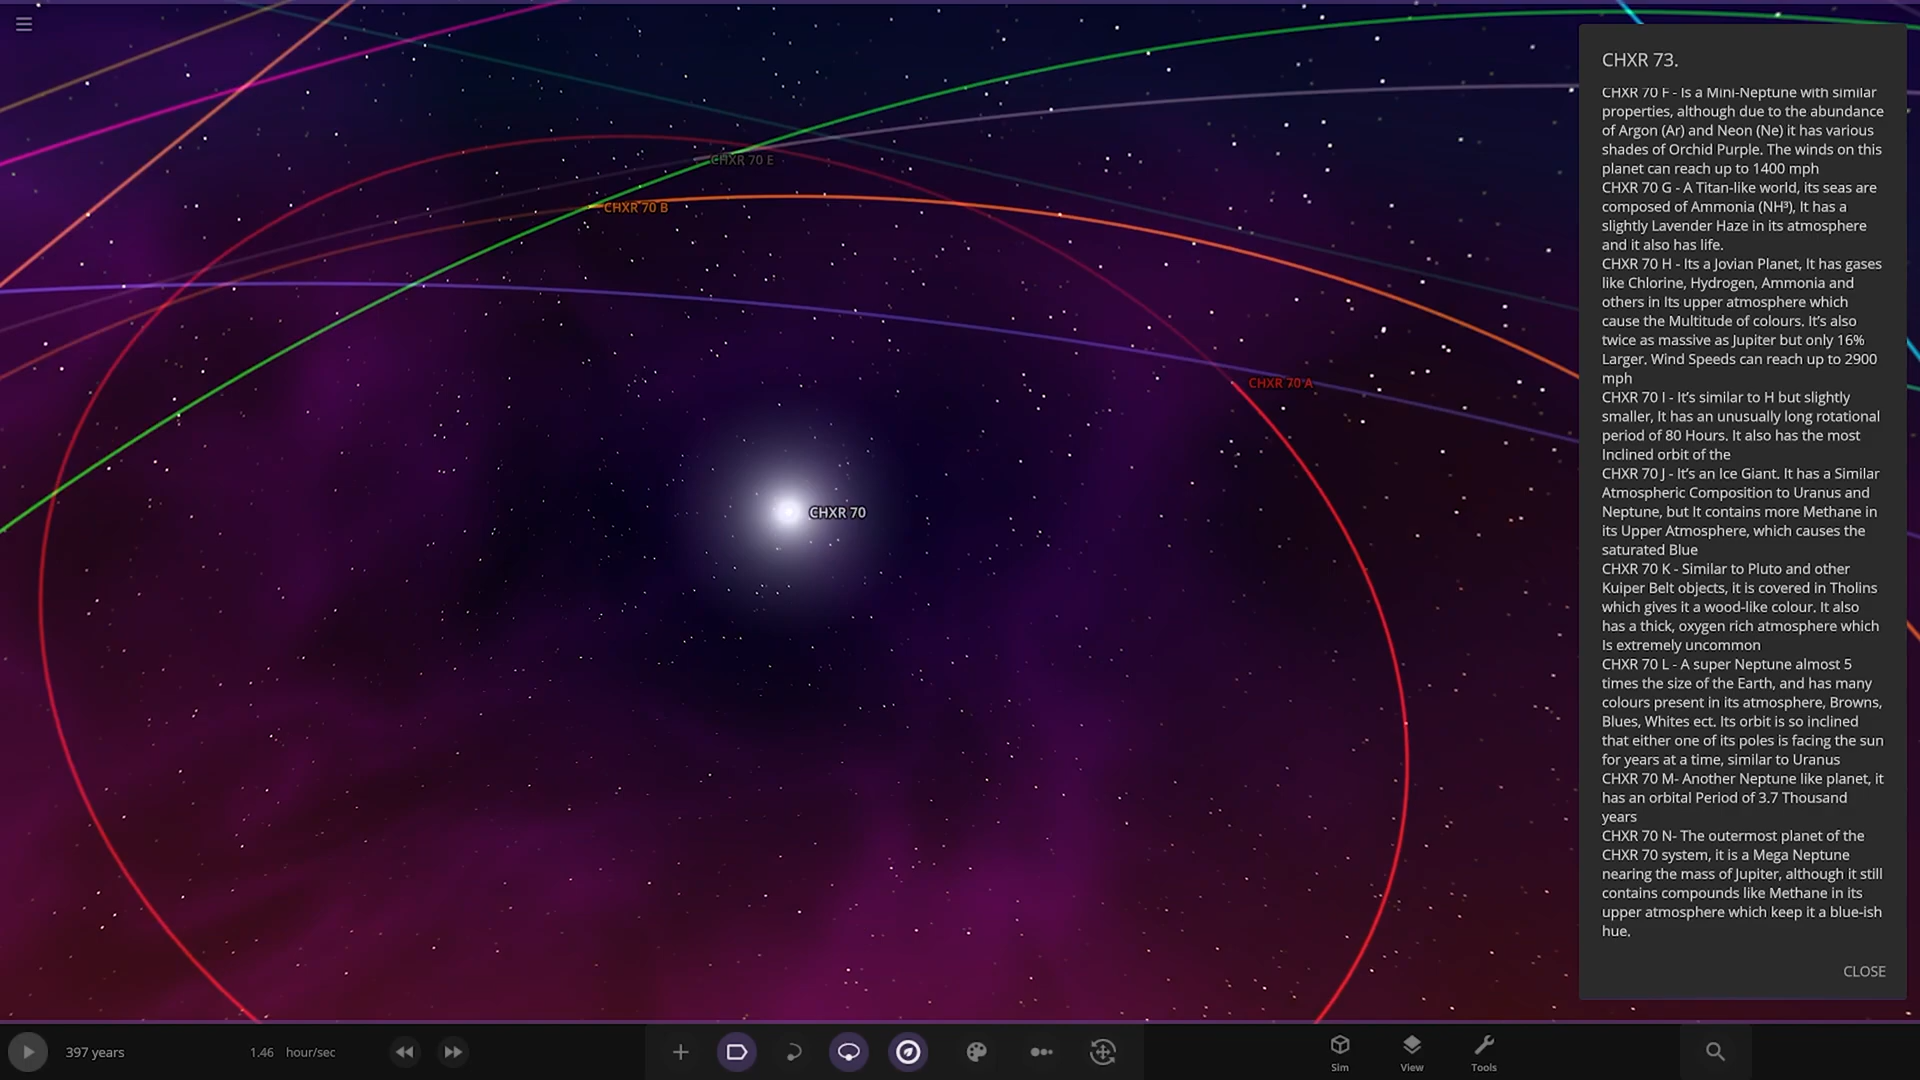 CHXR 73.
CHXR 70 F - Is a Mini-Neptune with similar
properties, although due to the abundance
of Argon (Ar) and Neon (Ne) it has various
shades of Orchid Purple. The winds on this
planet can reach up to 1400 mph
CHXR 70 G - A Titan-like world, its seas are
composed of Ammonia (NH³), It has a
slightly Lavender Haze in its atmosphere
and it also has life.
CHXR 70 H - Its a Jovian Planet, It has gases
like Chlorine, Hydrogen, Ammonia and
others in Its upper atmosphere which
cause the Multitude of colours. It’s also
twice as massive as Jupiter but only 16%
Larger. Wind Speeds can reach up to 2900
mph
CHXR 70 I - It’s similar to H but slightly
smaller, It has an unusually long rotational
period of 80 Hours. It also has the most
Inclined orbit of the
CHXR 70 J - It’s an Ice Giant. It has a Similar
Atmospheric Composition to Uranus and
Neptune, but It contains more Methane in
its Upper Atmosphere, which causes the
saturated Blue
CHXR 70 K - Similar to Pluto and other
Kuiper Belt objects, it is covered in Tholins
which gives it a wood-like colour. It also
has a thick, oxygen rich atmosphere which
Is extremely uncommon
CHXR 70 L - A super Neptune almost 5
times the size of the Earth, and has many
colours present in its atmosphere, Browns,
Blues, Whites ect. Its orbit is so inclined
that either one of its poles is facing the sun
for years at a time, similar to Uranus
CHXR 70 M- Another Neptune like planet, it
has an orbital Period of 3.7 Thousand
years
CHXR 70 N- The outermost planet of the
CHXR 70 system, it is a Mega Neptune
nearing the mass of Jupiter, although it still
contains compounds like Methane in its
upper atmosphere which keep it a blue-ish
hue.
CLOSE
CHXR 70 E
CHXR 70 B
CHXR 70 A
CHXR 70
397 years
1.46 hour/sec
Sim
View
Tools